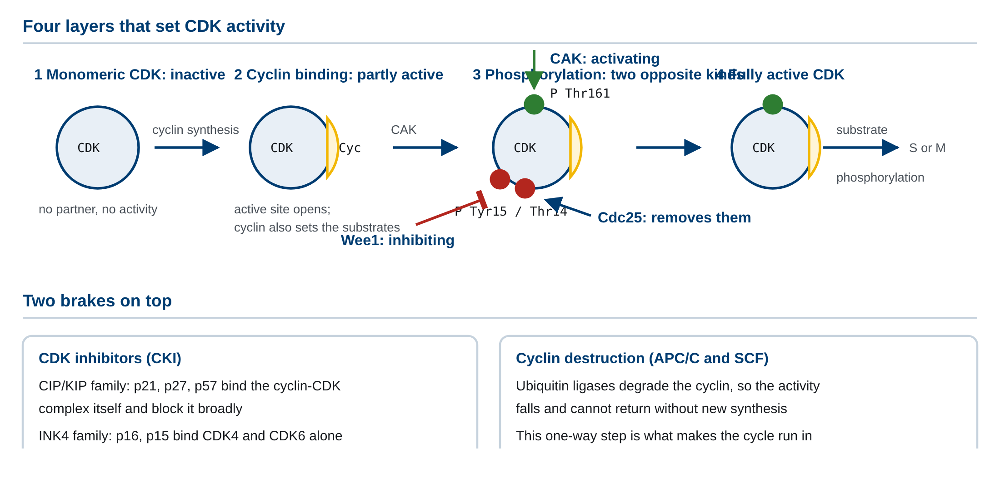 Four layers that set CDK activity
CAK: activating
1 Monomeric CDK: inactive
2 Cyclin binding: partly active
3 Phosphorylation: two opposite kinds
4 Fully active CDK
P Thr161
cyclin synthesis
CAK
substrate
CDK
CDK
Cyc
CDK
CDK
S or M
phosphorylation
no partner, no activity
active site opens;
cyclin also sets the substrates
P Tyr15 / Thr14
Cdc25: removes them
Wee1: inhibiting
Two brakes on top
CDK inhibitors (CKI)
CIP/KIP family: p21, p27, p57 bind the cyclin-CDK
complex itself and block it broadly
INK4 family: p16, p15 bind CDK4 and CDK6 alone
Cyclin destruction (APC/C and SCF)
Ubiquitin ligases degrade the cyclin, so the activity
falls and cannot return without new synthesis
This one-way step is what makes the cycle run in